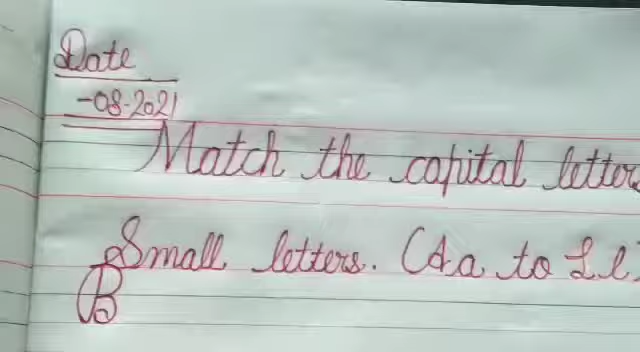 Date
-08-2021
Match the capital letters
Small letters. (Aa to Ll)
B